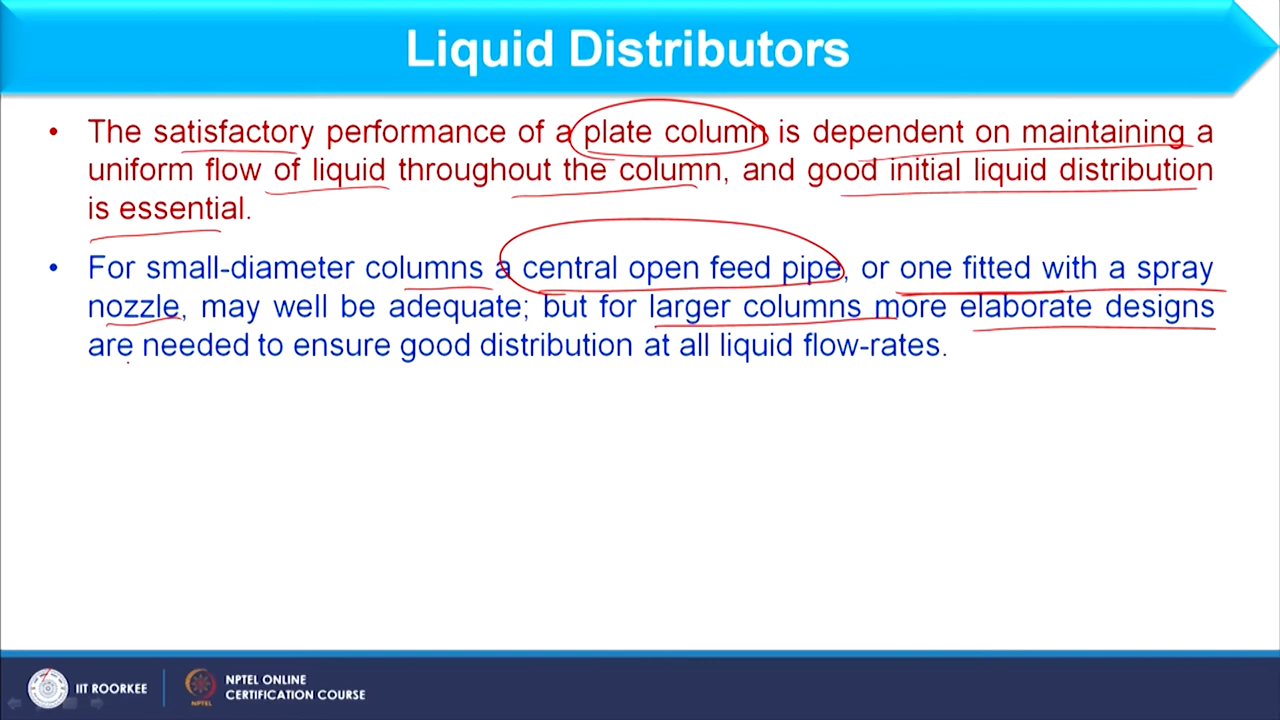 Liquid Distributors
• The satisfactory performance of a plate column is dependent on maintaining a
uniform flow of liquid throughout the column, and good initial liquid distribution
is essential.
• For small-diameter columns a central open feed pipe, or one fitted with a spray
nozzle, may well be adequate; but for larger columns more elaborate designs
are needed to ensure good distribution at all liquid flow-rates.
IIT ROORKEE
NPTEL
NPTEL ONLINE
CERTIFICATION COURSE